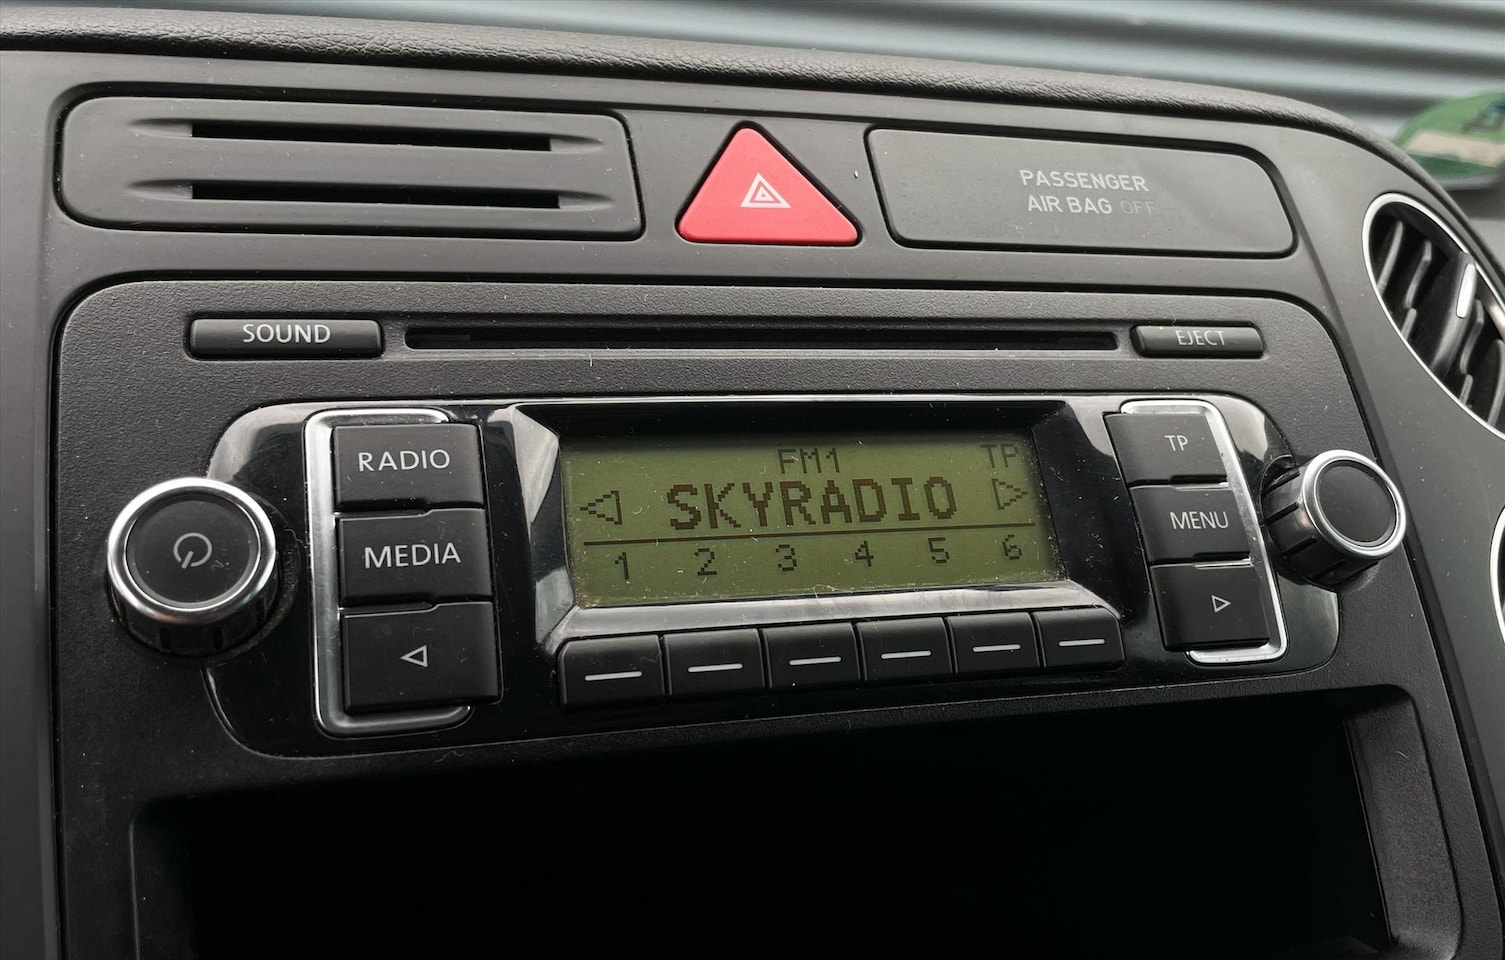 PASSENGER
AIR BAG OFF
SOUND
EJECT
RADIO
MEDIA
FM1
TP
SKYRADIO
1 2 3 4 5 6
TP
MENU